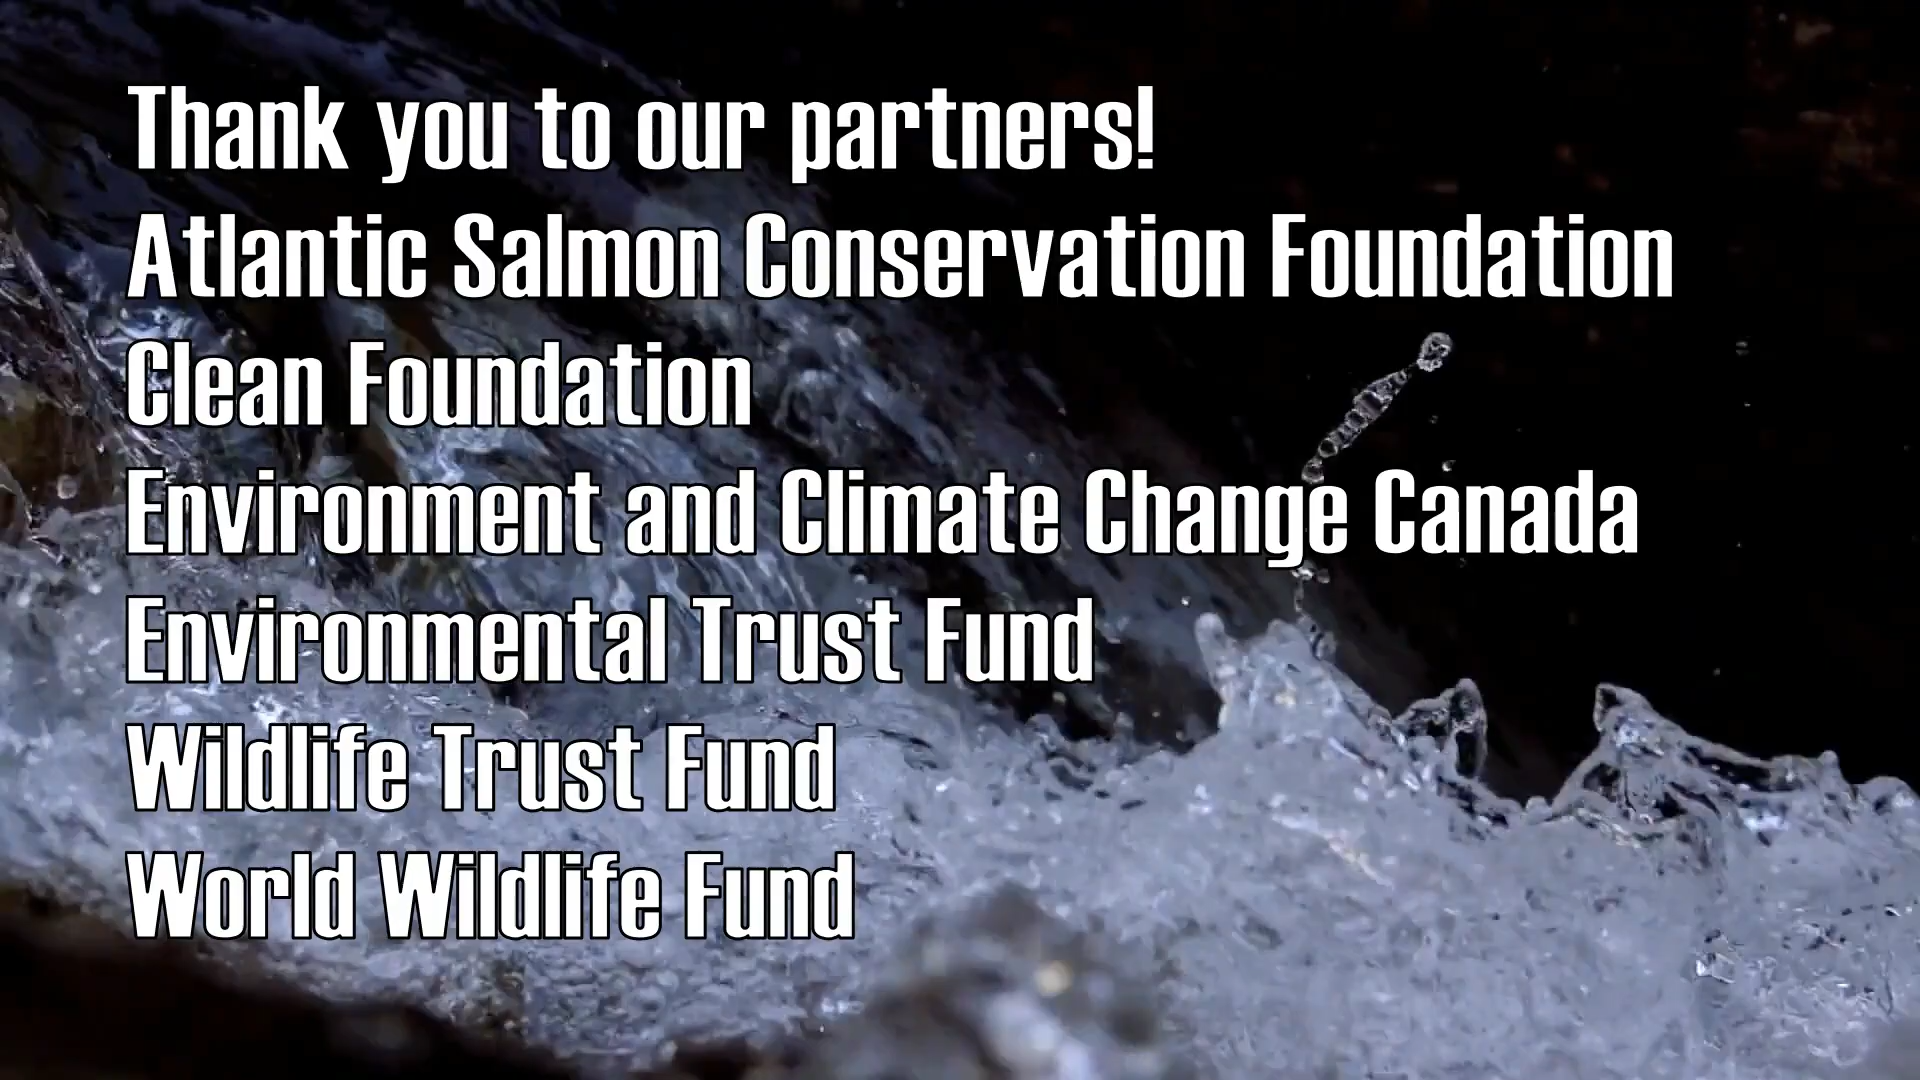 Thank you to our partners!
Atlantic Salmon Conservation Foundation
Clean Foundation
Environment and Climate Change Canada
Environmental Trust Fund
Wildlife Trust Fund
World Wildlife Fund